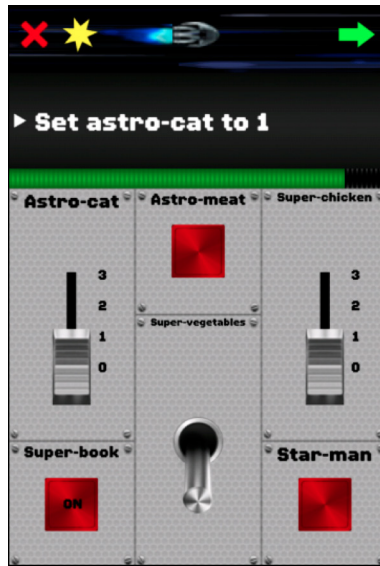 Set astro-cat to 1
Astro-cat
Astro-meat
Super-chicken
3
2
1
0
3
2
1
0
Super-vegetables
Super-book
ON
Star-man